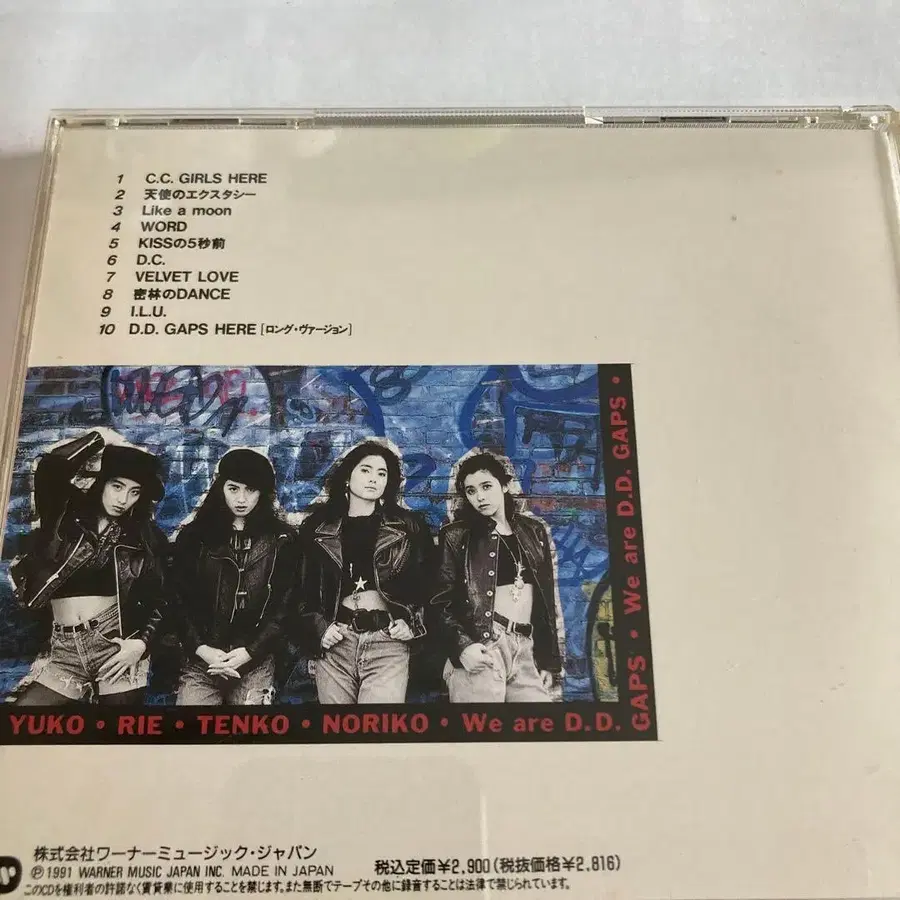 1 C.C. GIRLS HERE
2 天使のエクスタシー
3 Like a moon
4 WORD
5 KISSの5秒前
6 D.C.
7 VELVET LOVE
8 密林のDANCE
9 I.L.U.
10 D.D. GAPS HERE [ロング・ヴァージョン]
YUKO・RIE・TENKO・NORIKO・We are D.D. GAPS・We are D.D. GAPS・
株式会社ワーナーミュージック・ジャパン
税込定価¥2,900(税抜価格¥2,816)
Ⓟ1991 WARNER MUSIC JAPAN INC. MADE IN JAPAN
このCDを権利者の許諾なく賃貸業に使用することを禁じます。また無断でテープその他に録音することは法律で禁じられています。